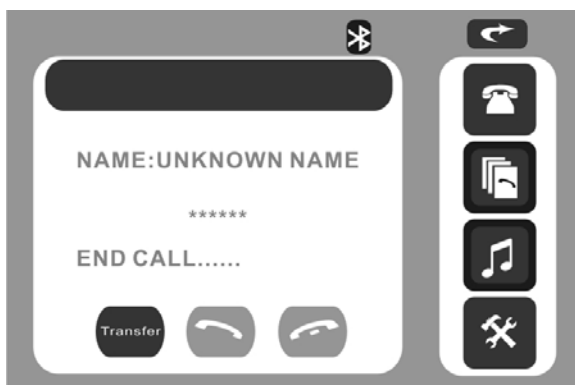 NAME:UNKNOWN NAME
******
END CALL......
Transfer